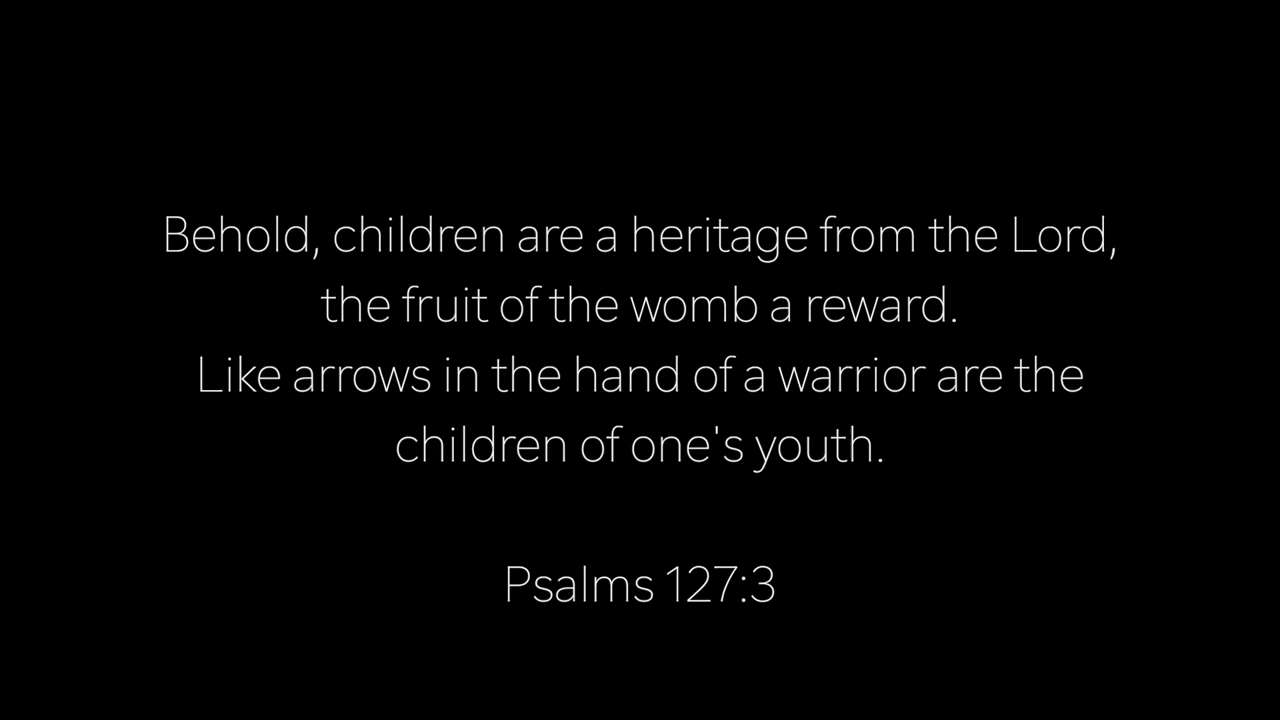 Behold, children are a heritage from the Lord,
the fruit of the womb a reward.
Like arrows in the hand of a warrior are the
children of one's youth.
Psalms 127:3